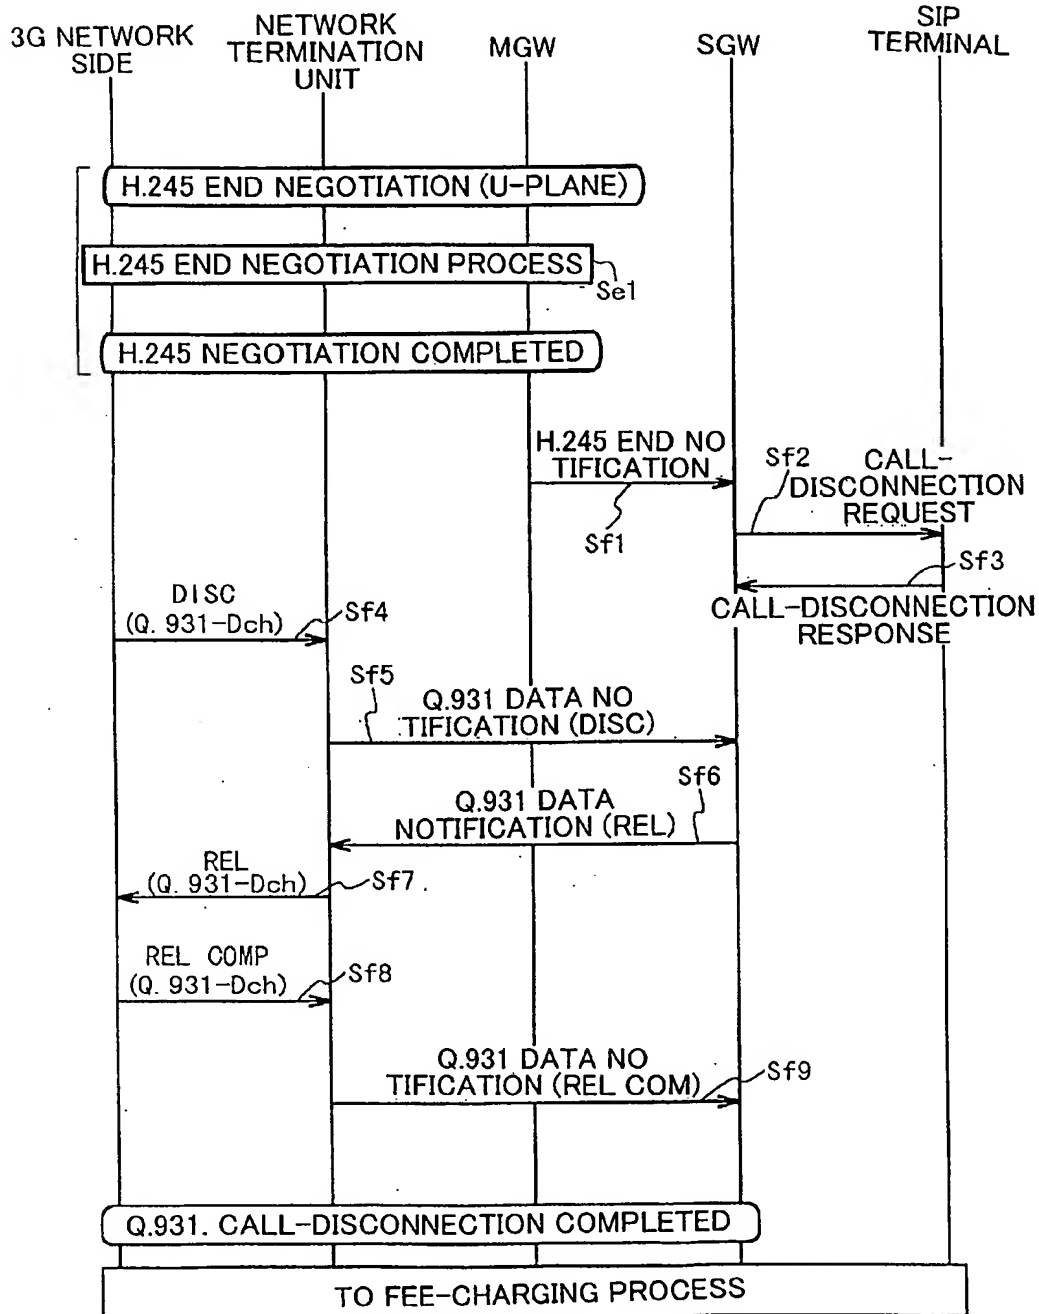 3G NETWORK
SIDE
NETWORK
TERMINATION
UNIT
MGW
SGW
SIP
TERMINAL
H.245 END NEGOTIATION (U-PLANE)
H.245 END NEGOTIATION PROCESS
Se1
H.245 NEGOTIATION COMPLETED
H.245 END NO
TIFICATION
Sf1
Sf2
CALL-
DISCONNECTION
REQUEST
Sf3
CALL-DISCONNECTION
RESPONSE
DISC
(Q. 931-Dch)
Sf4
Sf5
Q.931 DATA NO
TIFICATION (DISC)
Sf6
Q.931 DATA
NOTIFICATION (REL)
REL
(Q. 931-Dch)
Sf7
REL COMP
(Q. 931-Dch)
Sf8
Q.931 DATA NO
TIFICATION (REL COM)
Sf9
Q.931. CALL-DISCONNECTION COMPLETED
TO FEE-CHARGING PROCESS